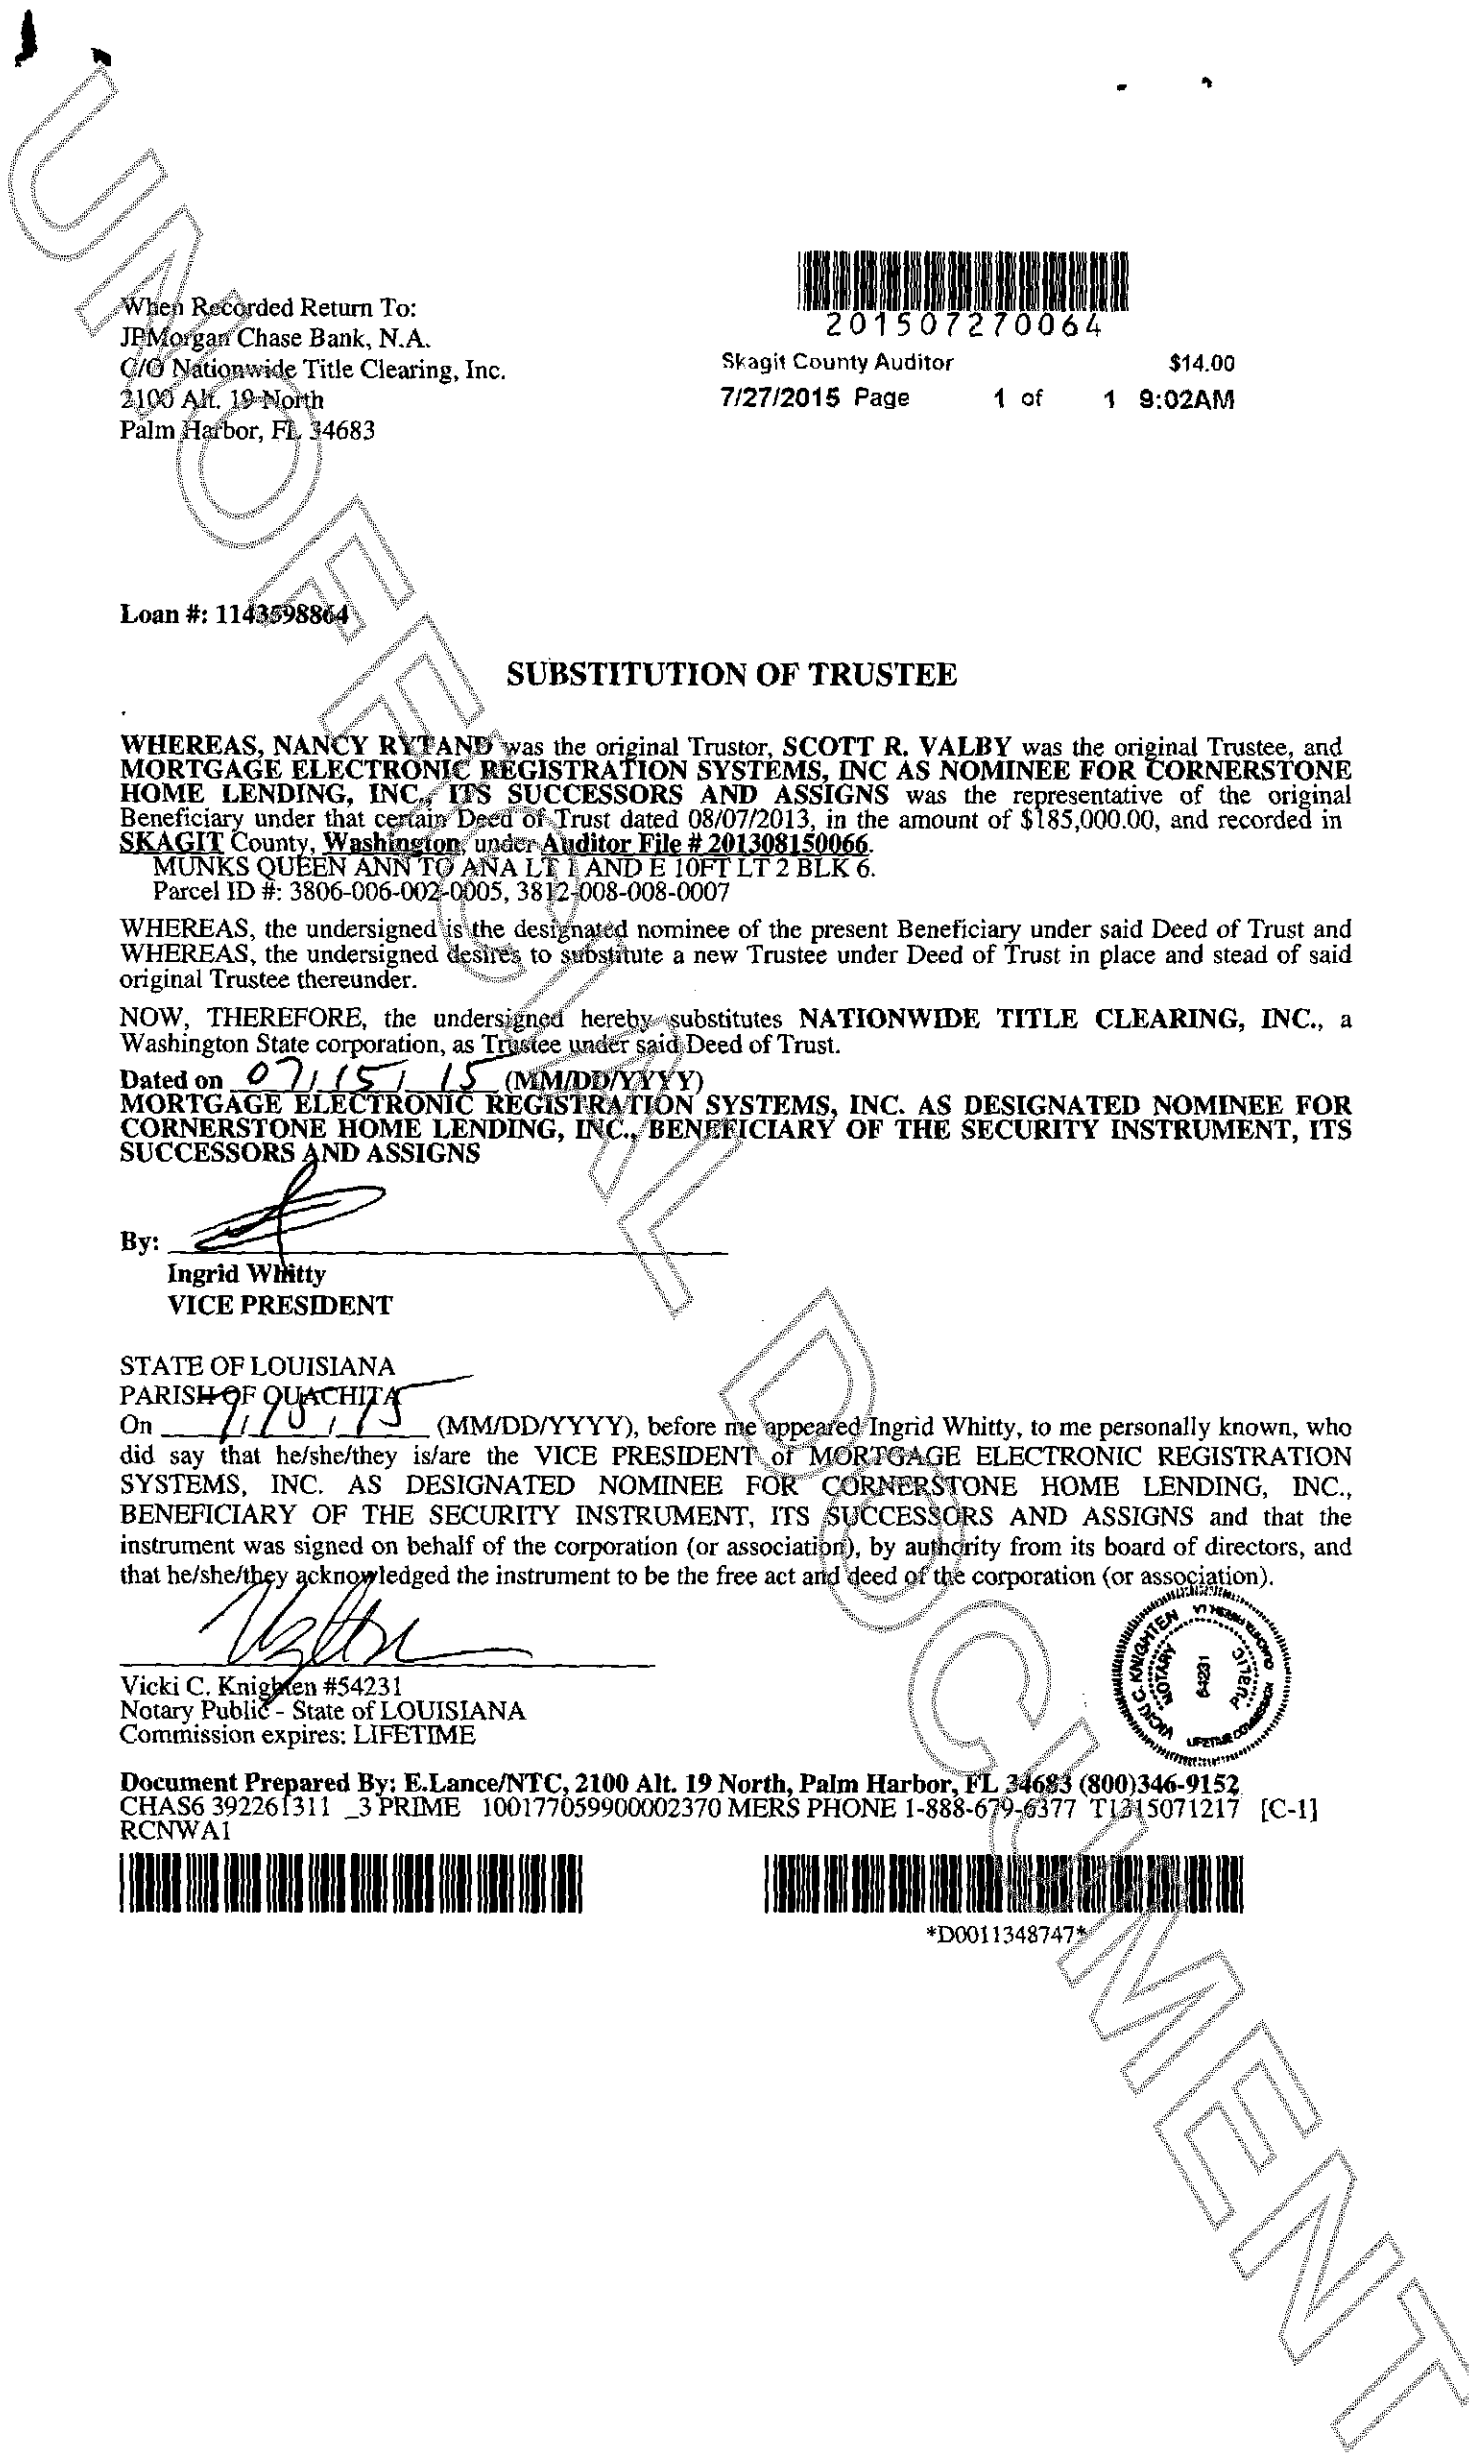 201507270064
Skagit County Auditor $14.00
7/27/2015 Page 1 of 1 9:02AM
When Recorded Return To:
JPMorgan Chase Bank, N.A.
C/O Nationwide Title Clearing, Inc.
2100 Alt. 19 North
Palm Harbor, FL 34683
Loan #: 1143598864
SUBSTITUTION OF TRUSTEE
WHEREAS, NANCY RYTAND was the original Trustor, SCOTT R. VALBY was the original Trustee, and
MORTGAGE ELECTRONIC REGISTRATION SYSTEMS, INC AS NOMINEE FOR CORNERSTONE
HOME LENDING, INC., ITS SUCCESSORS AND ASSIGNS was the representative of the original
Beneficiary under that certain Deed of Trust dated 08/07/2013, in the amount of $185,000.00, and recorded in
SKAGIT County, Washington, under Auditor File # 201308150066.
MUNKS QUEEN ANN TO ANA LT 1 AND E 10FT LT 2 BLK 6.
Parcel ID #: 3806-006-002-0005, 3812-008-008-0007
WHEREAS, the undersigned is the designated nominee of the present Beneficiary under said Deed of Trust and
WHEREAS, the undersigned desires to substitute a new Trustee under Deed of Trust in place and stead of said
original Trustee thereunder.
NOW, THEREFORE, the undersigned hereby substitutes NATIONWIDE TITLE CLEARING, INC., a
Washington State corporation, as Trustee under said Deed of Trust.
Dated on 07/15/15 (MM/DD/YYYY)
MORTGAGE ELECTRONIC REGISTRATION SYSTEMS, INC. AS DESIGNATED NOMINEE FOR
CORNERSTONE HOME LENDING, INC., BENEFICIARY OF THE SECURITY INSTRUMENT, ITS
SUCCESSORS AND ASSIGNS
By:
Ingrid Whitty
VICE PRESIDENT
STATE OF LOUISIANA
PARISH OF OUACHITA
On 7/15/15 (MM/DD/YYYY), before me appeared Ingrid Whitty, to me personally known, who
did say that he/she/they is/are the VICE PRESIDENT of MORTGAGE ELECTRONIC REGISTRATION
SYSTEMS, INC. AS DESIGNATED NOMINEE FOR CORNERSTONE HOME LENDING, INC.,
BENEFICIARY OF THE SECURITY INSTRUMENT, ITS SUCCESSORS AND ASSIGNS and that the
instrument was signed on behalf of the corporation (or association), by authority from its board of directors, and
that he/she/they acknowledged the instrument to be the free act and deed of the corporation (or association).
Vicki C. Knighten #54231
Notary Public - State of LOUISIANA
Commission expires: LIFETIME
VICKI C. KNIGHTEN
NOTARY PUBLIC
54231
LIFETIME COMMISSION
Document Prepared By: E.Lance/NTC, 2100 Alt. 19 North, Palm Harbor, FL 34683 (800)346-9152
CHAS6 392261311 _3 PRIME 100177059900002370 MERS PHONE 1-888-679-6377 T1315071217 [C-1]
RCNWA1
*D0011348747*
UNOFFICIAL DOCUMENT